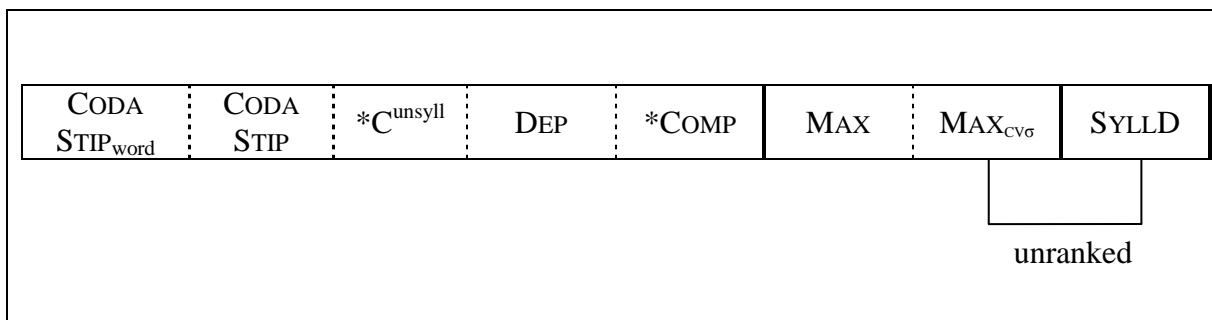 CODA STIPword CODA STIP *Cunsyll DEP *COMP MAX MAXCVσ SYLLD
unranked